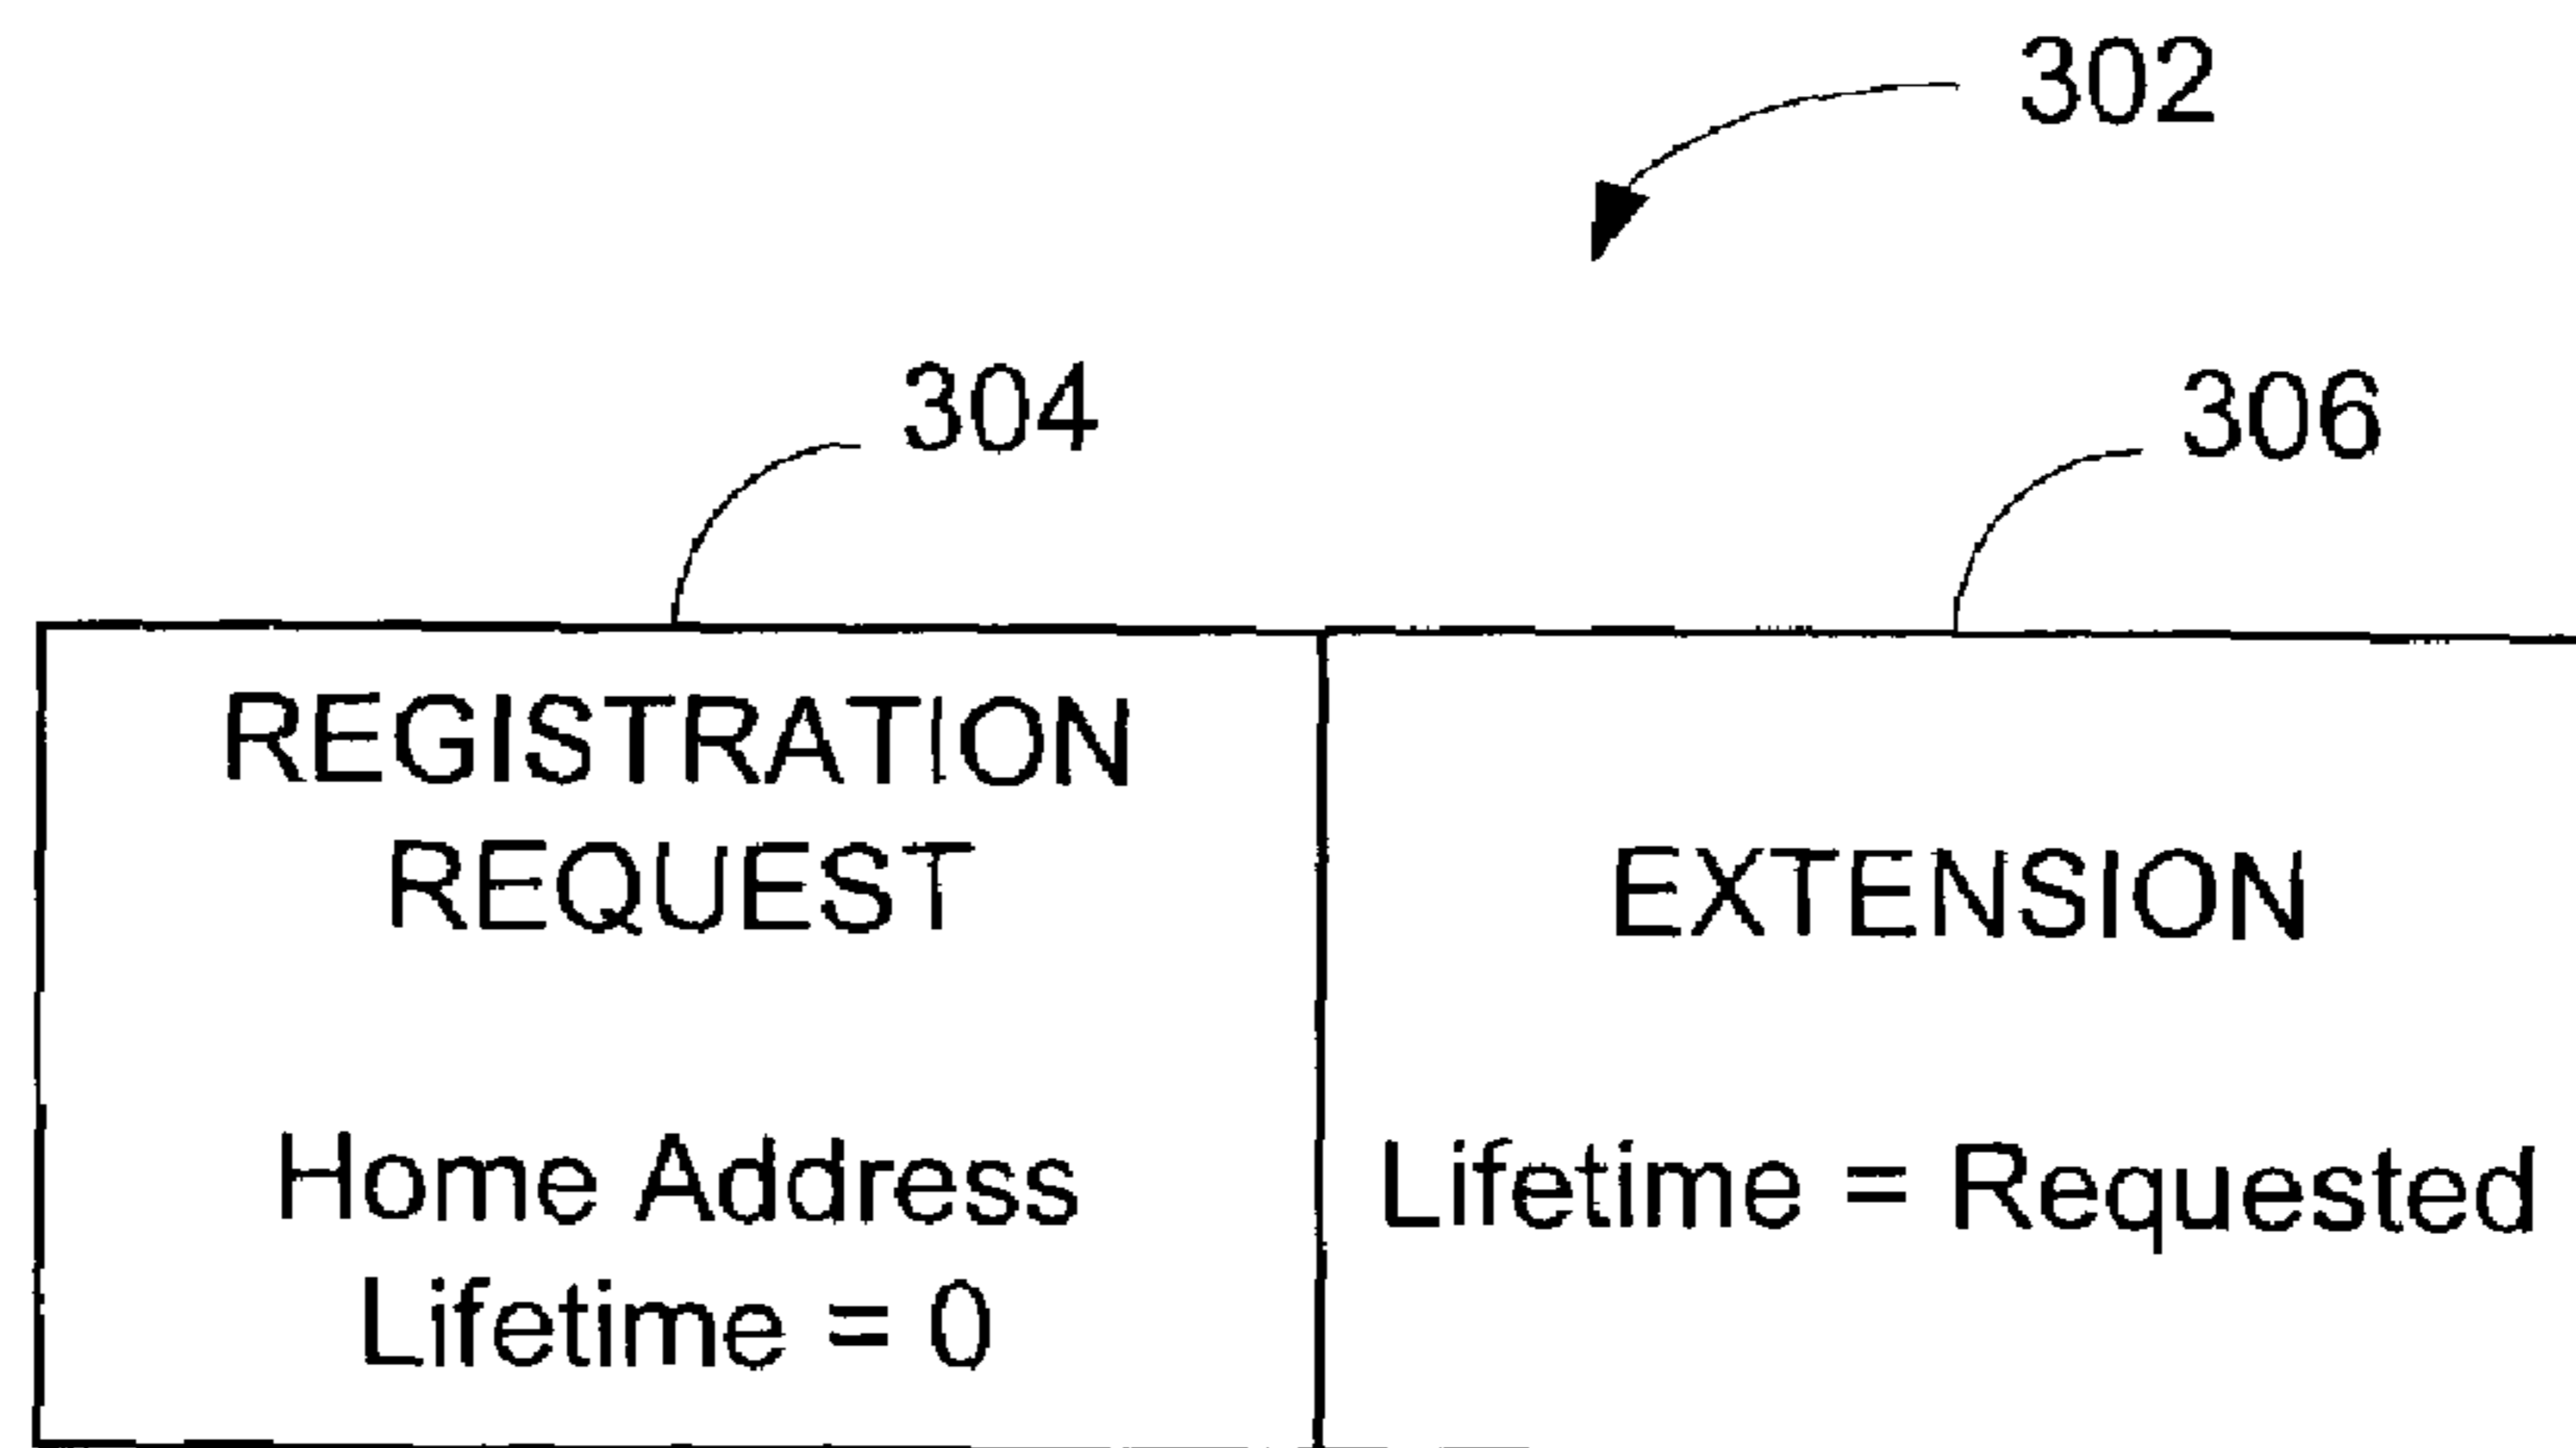 302
304
306
REGISTRATION
REQUEST
Home Address
Lifetime = 0
EXTENSION
Lifetime = Requested